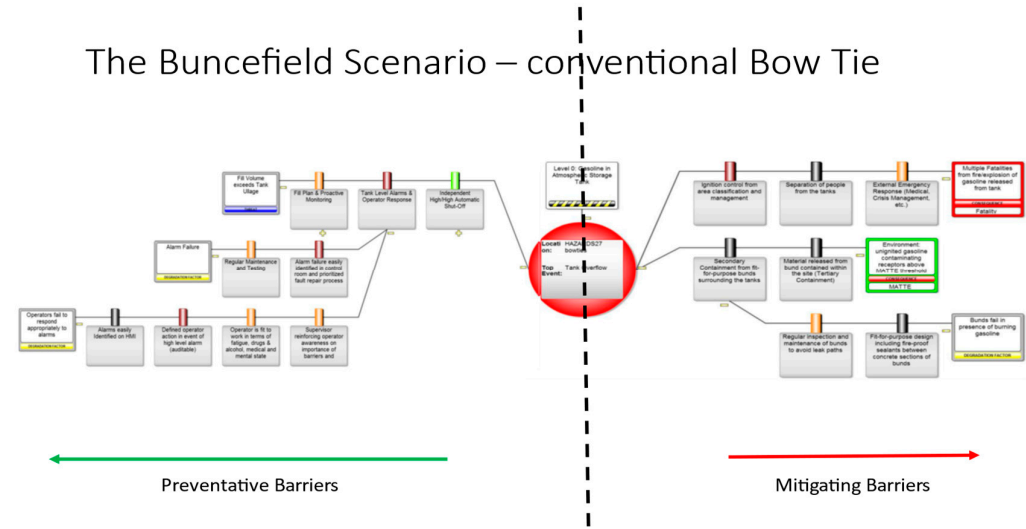 The Buncefield Scenario – conventional Bow Tie
Fill Volume
exceeds Tank
Ullage
Fill Plan & Proactive
Monitoring
Tank Level Alarms &
Operator Response
Independent
High/High Automatic
Shut-Off
Level 0: Gasoline in
Atmospheric Storage
Tank
Ignition control from
area classification and
management
Separation of people
from the tanks
External Emergency
Response (Medical,
Crisis Management,
etc.)
Multiple Fatalities
from fire/explosion of
gasoline released
from tank
Fatality
Alarm Failure
DEGRADATION FACTOR
Regular Maintenance
and Testing
Alarm failure easily
identified in control
room and prioritized
fault repair process
Locati
on:
HAZARDS27
bowties
Top
Event:
Tank overflow
Secondary
Containment from fit-
for-purpose bunds
surrounding the tanks
Material released from
bund contained within
the site (Tertiary
Containment)
Environment:
unignited gasoline
contaminating
receptors above
MATTE threshold
MATTE
Operators fail to
respond
appropriately to
alarms
DEGRADATION FACTOR
Alarms easily
Identified on HMI
Defined operator
action in event of
high level alarm
(auditable)
Operator is fit to
work in terms of
fatigue, drugs &
alcohol, medical and
mental state
Supervisor
reinforcing operator
awareness on
importance of
barriers and
Regular inspection and
maintenance of bunds
to avoid leak paths
Fit-for-purpose design
including fire-proof
sealants between
concrete sections of
bunds
Bunds fail in
presence of burning
gasoline
DEGRADATION FACTOR
Preventative Barriers
Mitigating Barriers